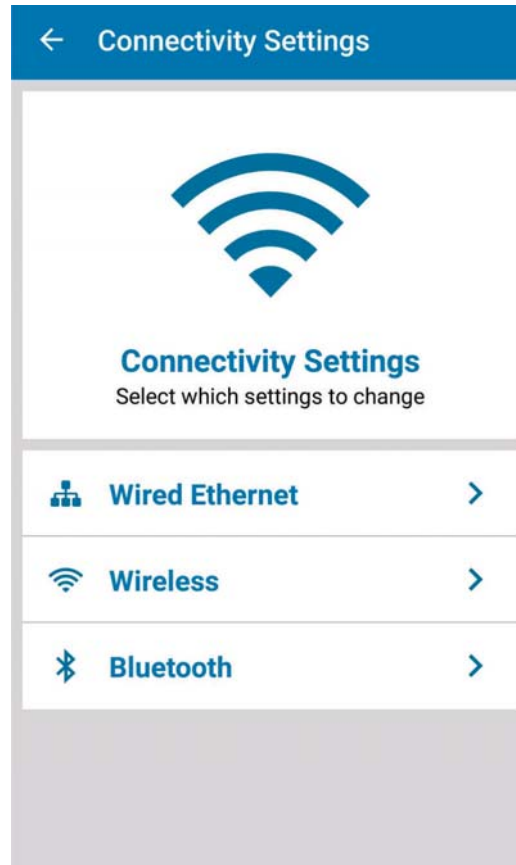 Connectivity Settings
Connectivity Settings
Select which settings to change
Wired Ethernet
Wireless
Bluetooth